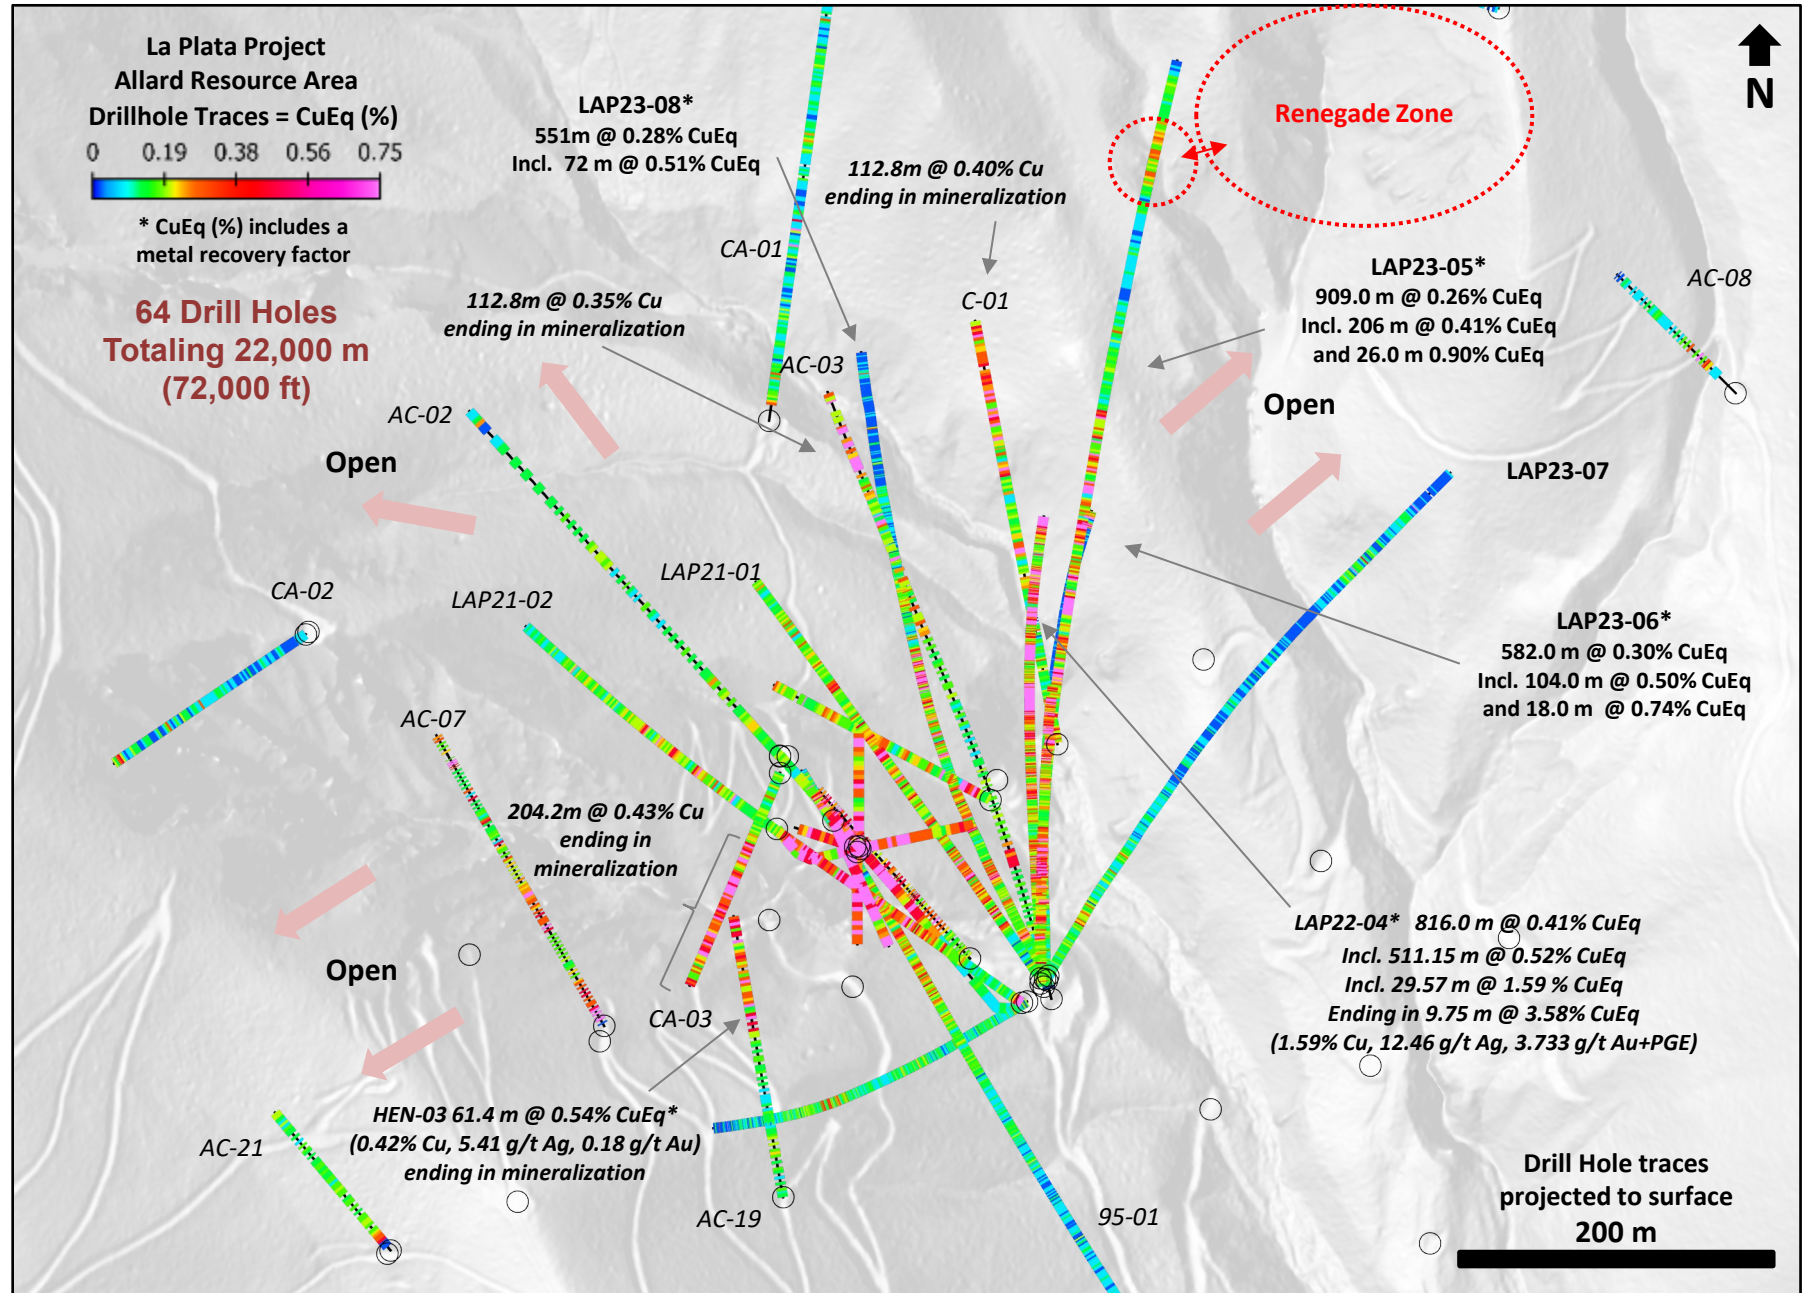 La Plata Project
Allard Resource Area
Drillhole Traces = CuEq (%)
0 0.19 0.38 0.56 0.75
* CuEq (%) includes a
metal recovery factor
64 Drill Holes
Totaling 22,000 m
(72,000 ft)
LAP23-08*
551m @ 0.28% CuEq
Incl. 72 m @ 0.51% CuEq
112.8m @ 0.40% Cu
ending in mineralization
Renegade Zone
N
CA-01
C-01
112.8m @ 0.35% Cu
ending in mineralization
AC-03
LAP23-05*
909.0 m @ 0.26% CuEq
Incl. 206 m @ 0.41% CuEq
and 26.0 m 0.90% CuEq
AC-08
AC-02
Open
Open
LAP23-07
CA-02
LAP21-02
LAP21-01
LAP23-06*
582.0 m @ 0.30% CuEq
Incl. 104.0 m @ 0.50% CuEq
and 18.0 m @ 0.74% CuEq
AC-07
204.2m @ 0.43% Cu
ending in
mineralization
Open
CA-03
LAP22-04* 816.0 m @ 0.41% CuEq
Incl. 511.15 m @ 0.52% CuEq
Incl. 29.57 m @ 1.59 % CuEq
Ending in 9.75 m @ 3.58% CuEq
(1.59% Cu, 12.46 g/t Ag, 3.733 g/t Au+PGE)
HEN-03 61.4 m @ 0.54% CuEq*
(0.42% Cu, 5.41 g/t Ag, 0.18 g/t Au)
ending in mineralization
AC-21
AC-19
95-01
Drill Hole traces
projected to surface
200 m